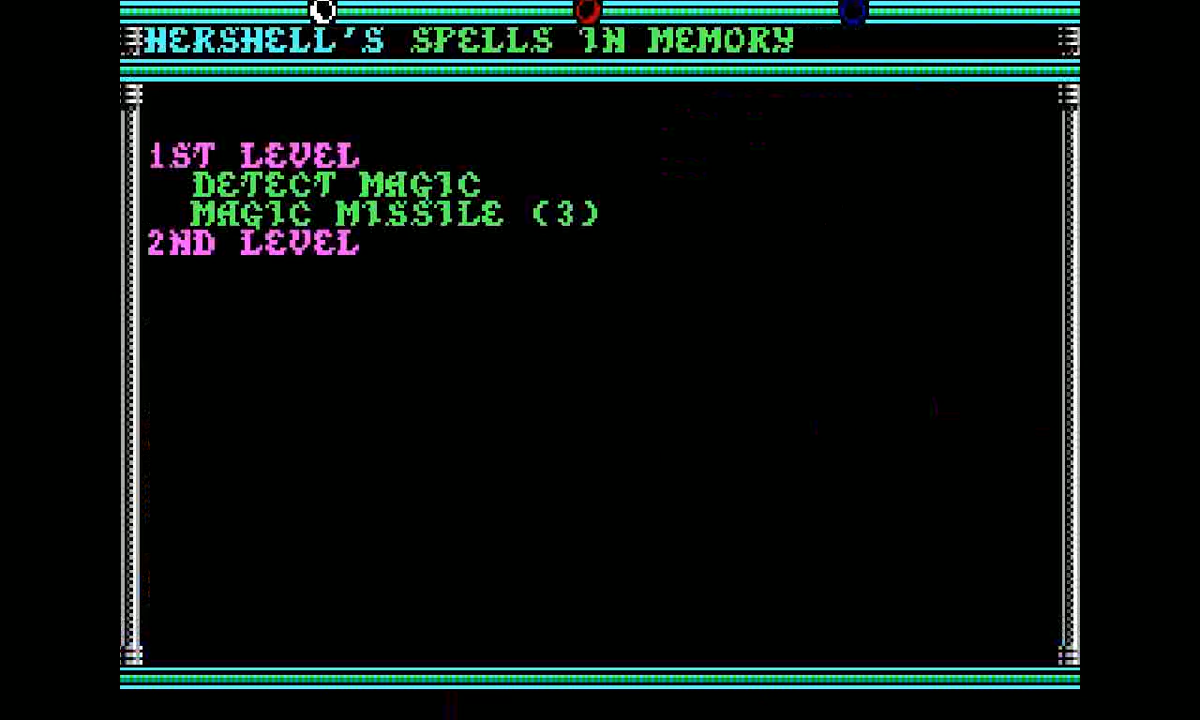 HERSHELL'S SPELLS IN MEMORY
1ST LEVEL
DETECT MAGIC
MAGIC MISSILE (3)
2ND LEVEL